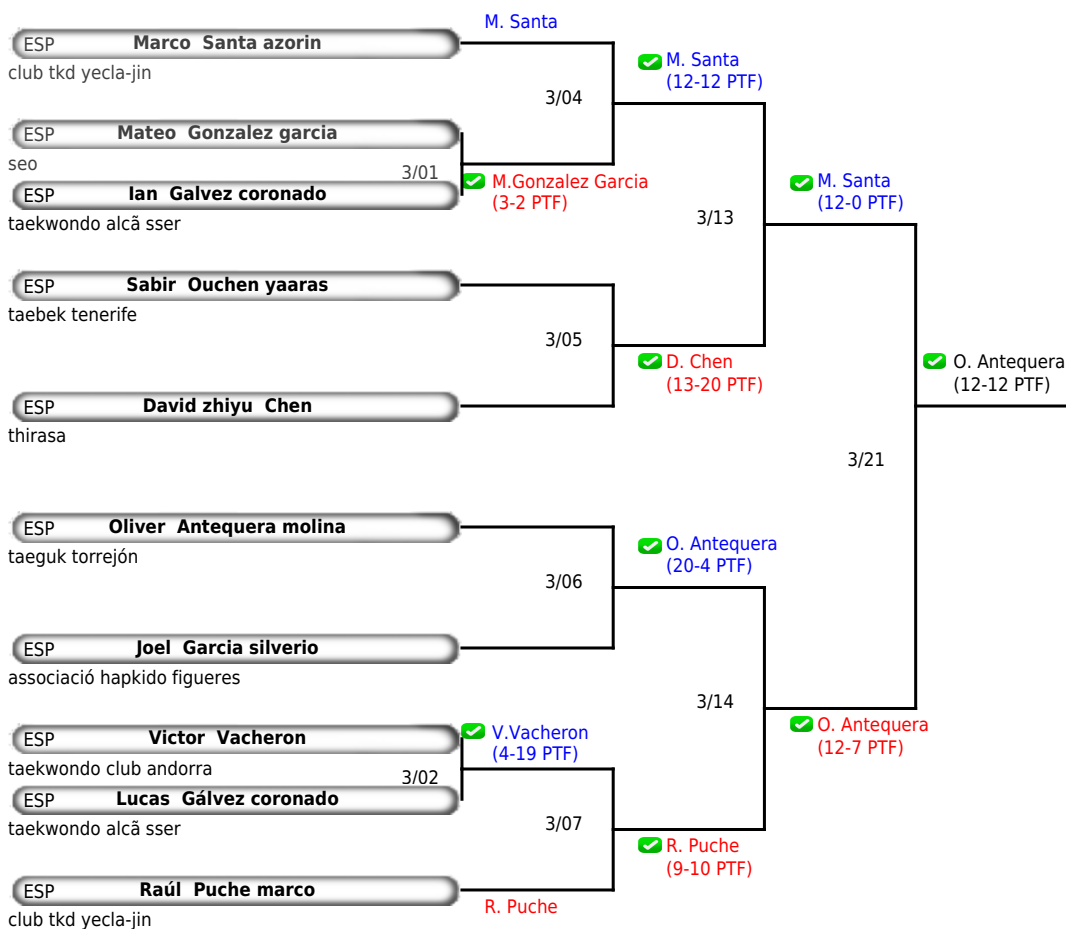 M. Santa
ESP Marco Santa azorin
club tkd yecla-jin
M. Santa
(12-12 PTF)
3/04
ESP Mateo Gonzalez garcia
seo
3/01
M.Gonzalez Garcia
(3-2 PTF)
ESP Ian Galvez coronado
taekwondo alcã sser
M. Santa
(12-0 PTF)
3/13
ESP Sabir Ouchen yaaras
taebek tenerife
3/05
D. Chen
(13-20 PTF)
ESP David zhiyu Chen
thirasa
O. Antequera
(12-12 PTF)
3/21
ESP Oliver Antequera molina
taeguk torrejón
O. Antequera
(20-4 PTF)
3/06
ESP Joel Garcia silverio
associació hapkido figueres
3/14
O. Antequera
(12-7 PTF)
ESP Victor Vacheron
taekwondo club andorra
V.Vacheron
(4-19 PTF)
3/02
ESP Lucas Gálvez coronado
taekwondo alcã sser
3/07
R. Puche
(9-10 PTF)
ESP Raúl Puche marco
club tkd yecla-jin
R. Puche